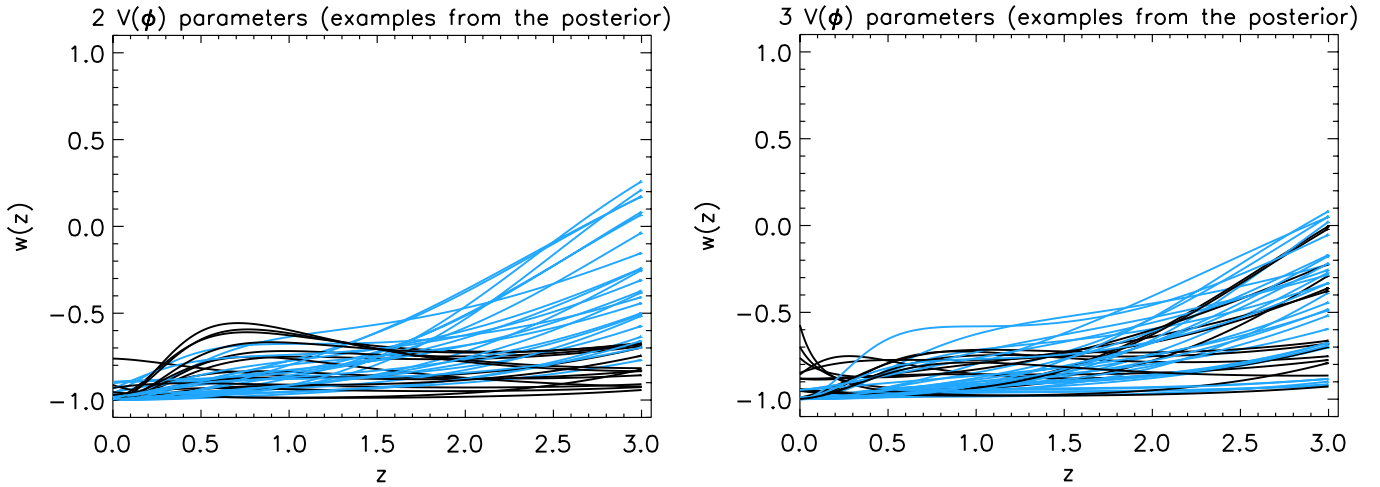 2 V(ϕ) parameters (examples from the posterior)
1.0
0.5
0.0
−0.5
−1.0
w(z)
0.0 0.5 1.0 1.5 2.0 2.5 3.0
z
3 V(ϕ) parameters (examples from the posterior)
1.0
0.5
0.0
−0.5
−1.0
w(z)
0.0 0.5 1.0 1.5 2.0 2.5 3.0
z